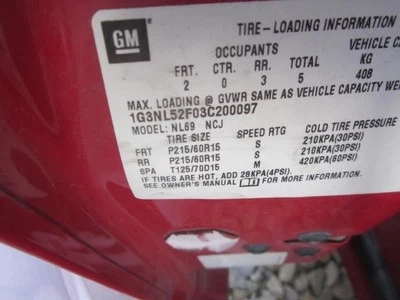 GM
TIRE-LOADING INFORMATION
OCCUPANTS VEHICLE CA
FRT. CTR. RR. TOTAL KG
2 0 3 5 408
MAX. LOADING @ GVWR SAME AS VEHICLE CAPACITY WE
1G3NL52F03C200097
MODEL: NL69 NCJ
TIRE SIZE SPEED RTG COLD TIRE PRESSURE
FRT P215/60R15 S 210KPA(30PSI)
RR P215/60R15 S 210KPA(30PSI)
SPA T125/70D15 M 420KPA(60PSI)
IF TIRES ARE HOT, ADD 28KPA(4PSI).
SEE OWNER'S MANUAL FOR MORE INFORMATION